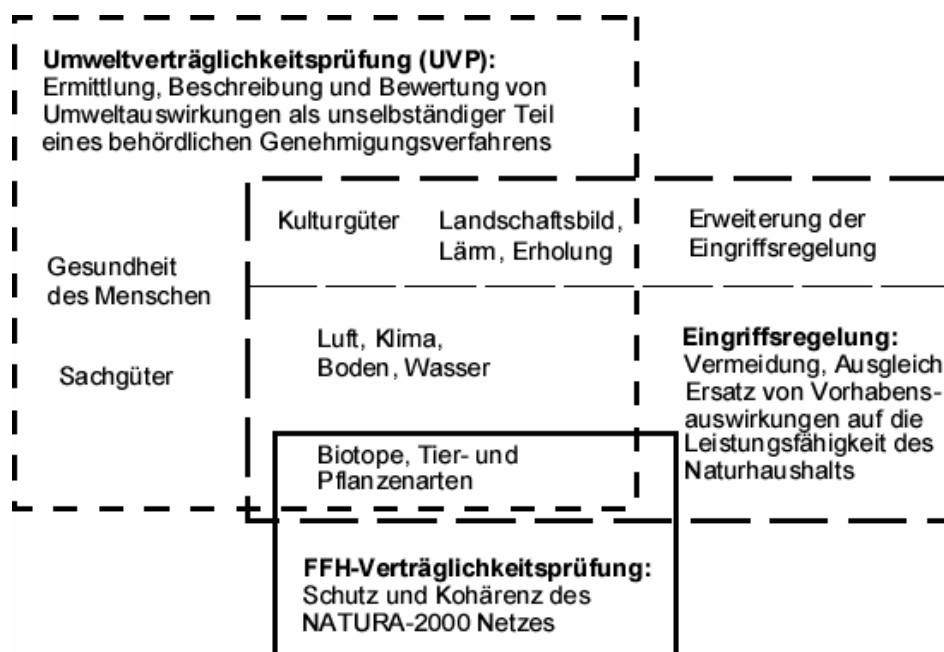 Umweltverträglichkeitsprüfung (UVP):
Ermittlung, Beschreibung und Bewertung von
Umweltauswirkungen als unselbständiger Teil
eines behördlichen Genehmigungsverfahrens
Kulturgüter
Landschaftsbild,
Lärm, Erholung
Erweiterung der
Eingriffsregelung
Gesundheit
des Menschen
Sachgüter
Luft, Klima,
Boden, Wasser
Eingriffsregelung:
Vermeidung, Ausgleich
Ersatz von Vorhabens-
auswirkungen auf die
Leistungsfähigkeit des
Naturhaushalts
Biotope, Tier- und
Pflanzenarten
FFH-Verträglichkeitsprüfung:
Schutz und Kohärenz des
NATURA-2000 Netzes